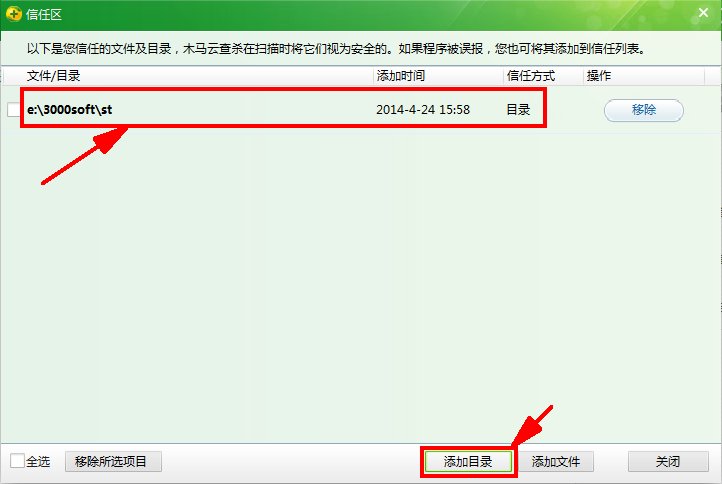 信任区
以下是您信任的文件及目录，木马云查杀在扫描时将它们视为安全的。如果程序被误报，您也可将其添加到信任列表。
文件/目录 添加时间 信任方式 操作
e:\3000soft\st 2014-4-24 15:58 目录 移除
全选 移除所选项目 添加目录 添加文件 关闭